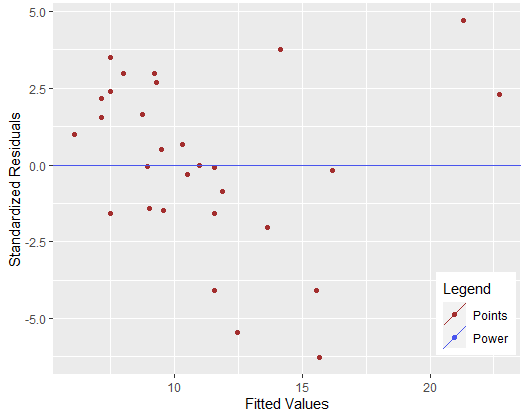 5.0
2.5
0.0
-2.5
-5.0
Standardized Residuals
10
15
20
Fitted Values
Legend
Points
Power